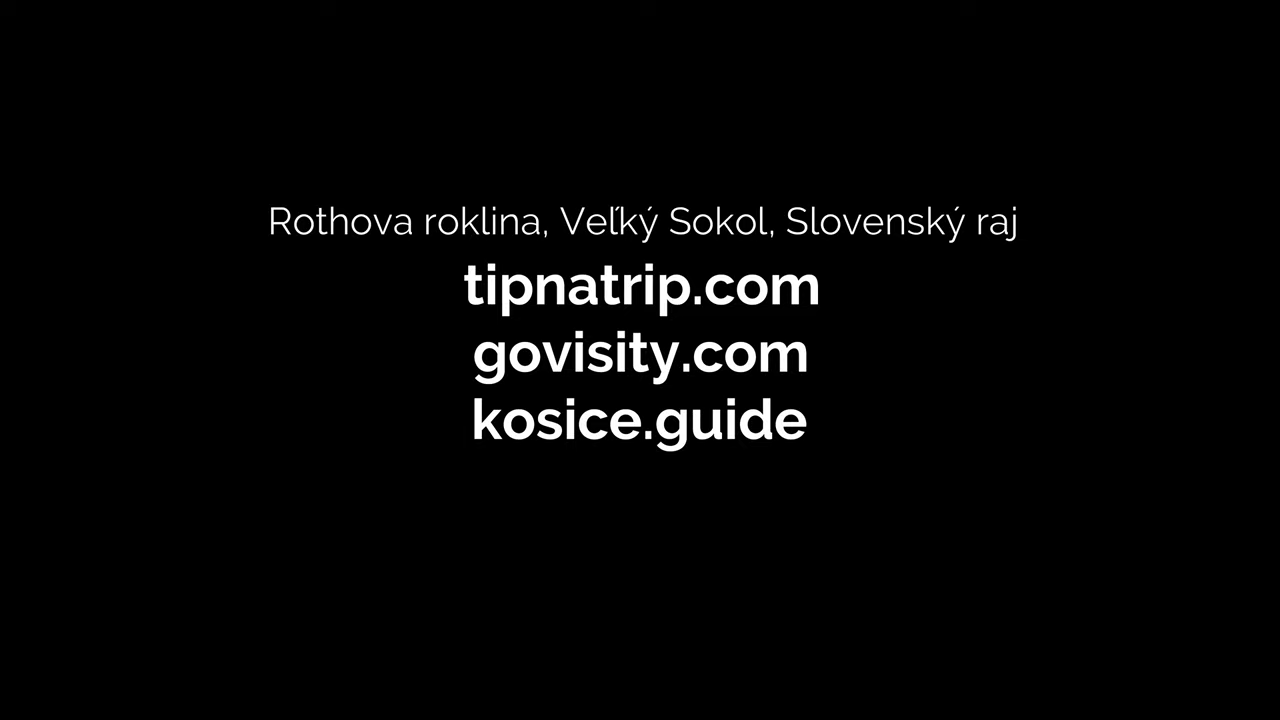 Rothova roklina, Veľký Sokol, Slovenský raj
tipnatrip.com
govisity.com
kosice.guide